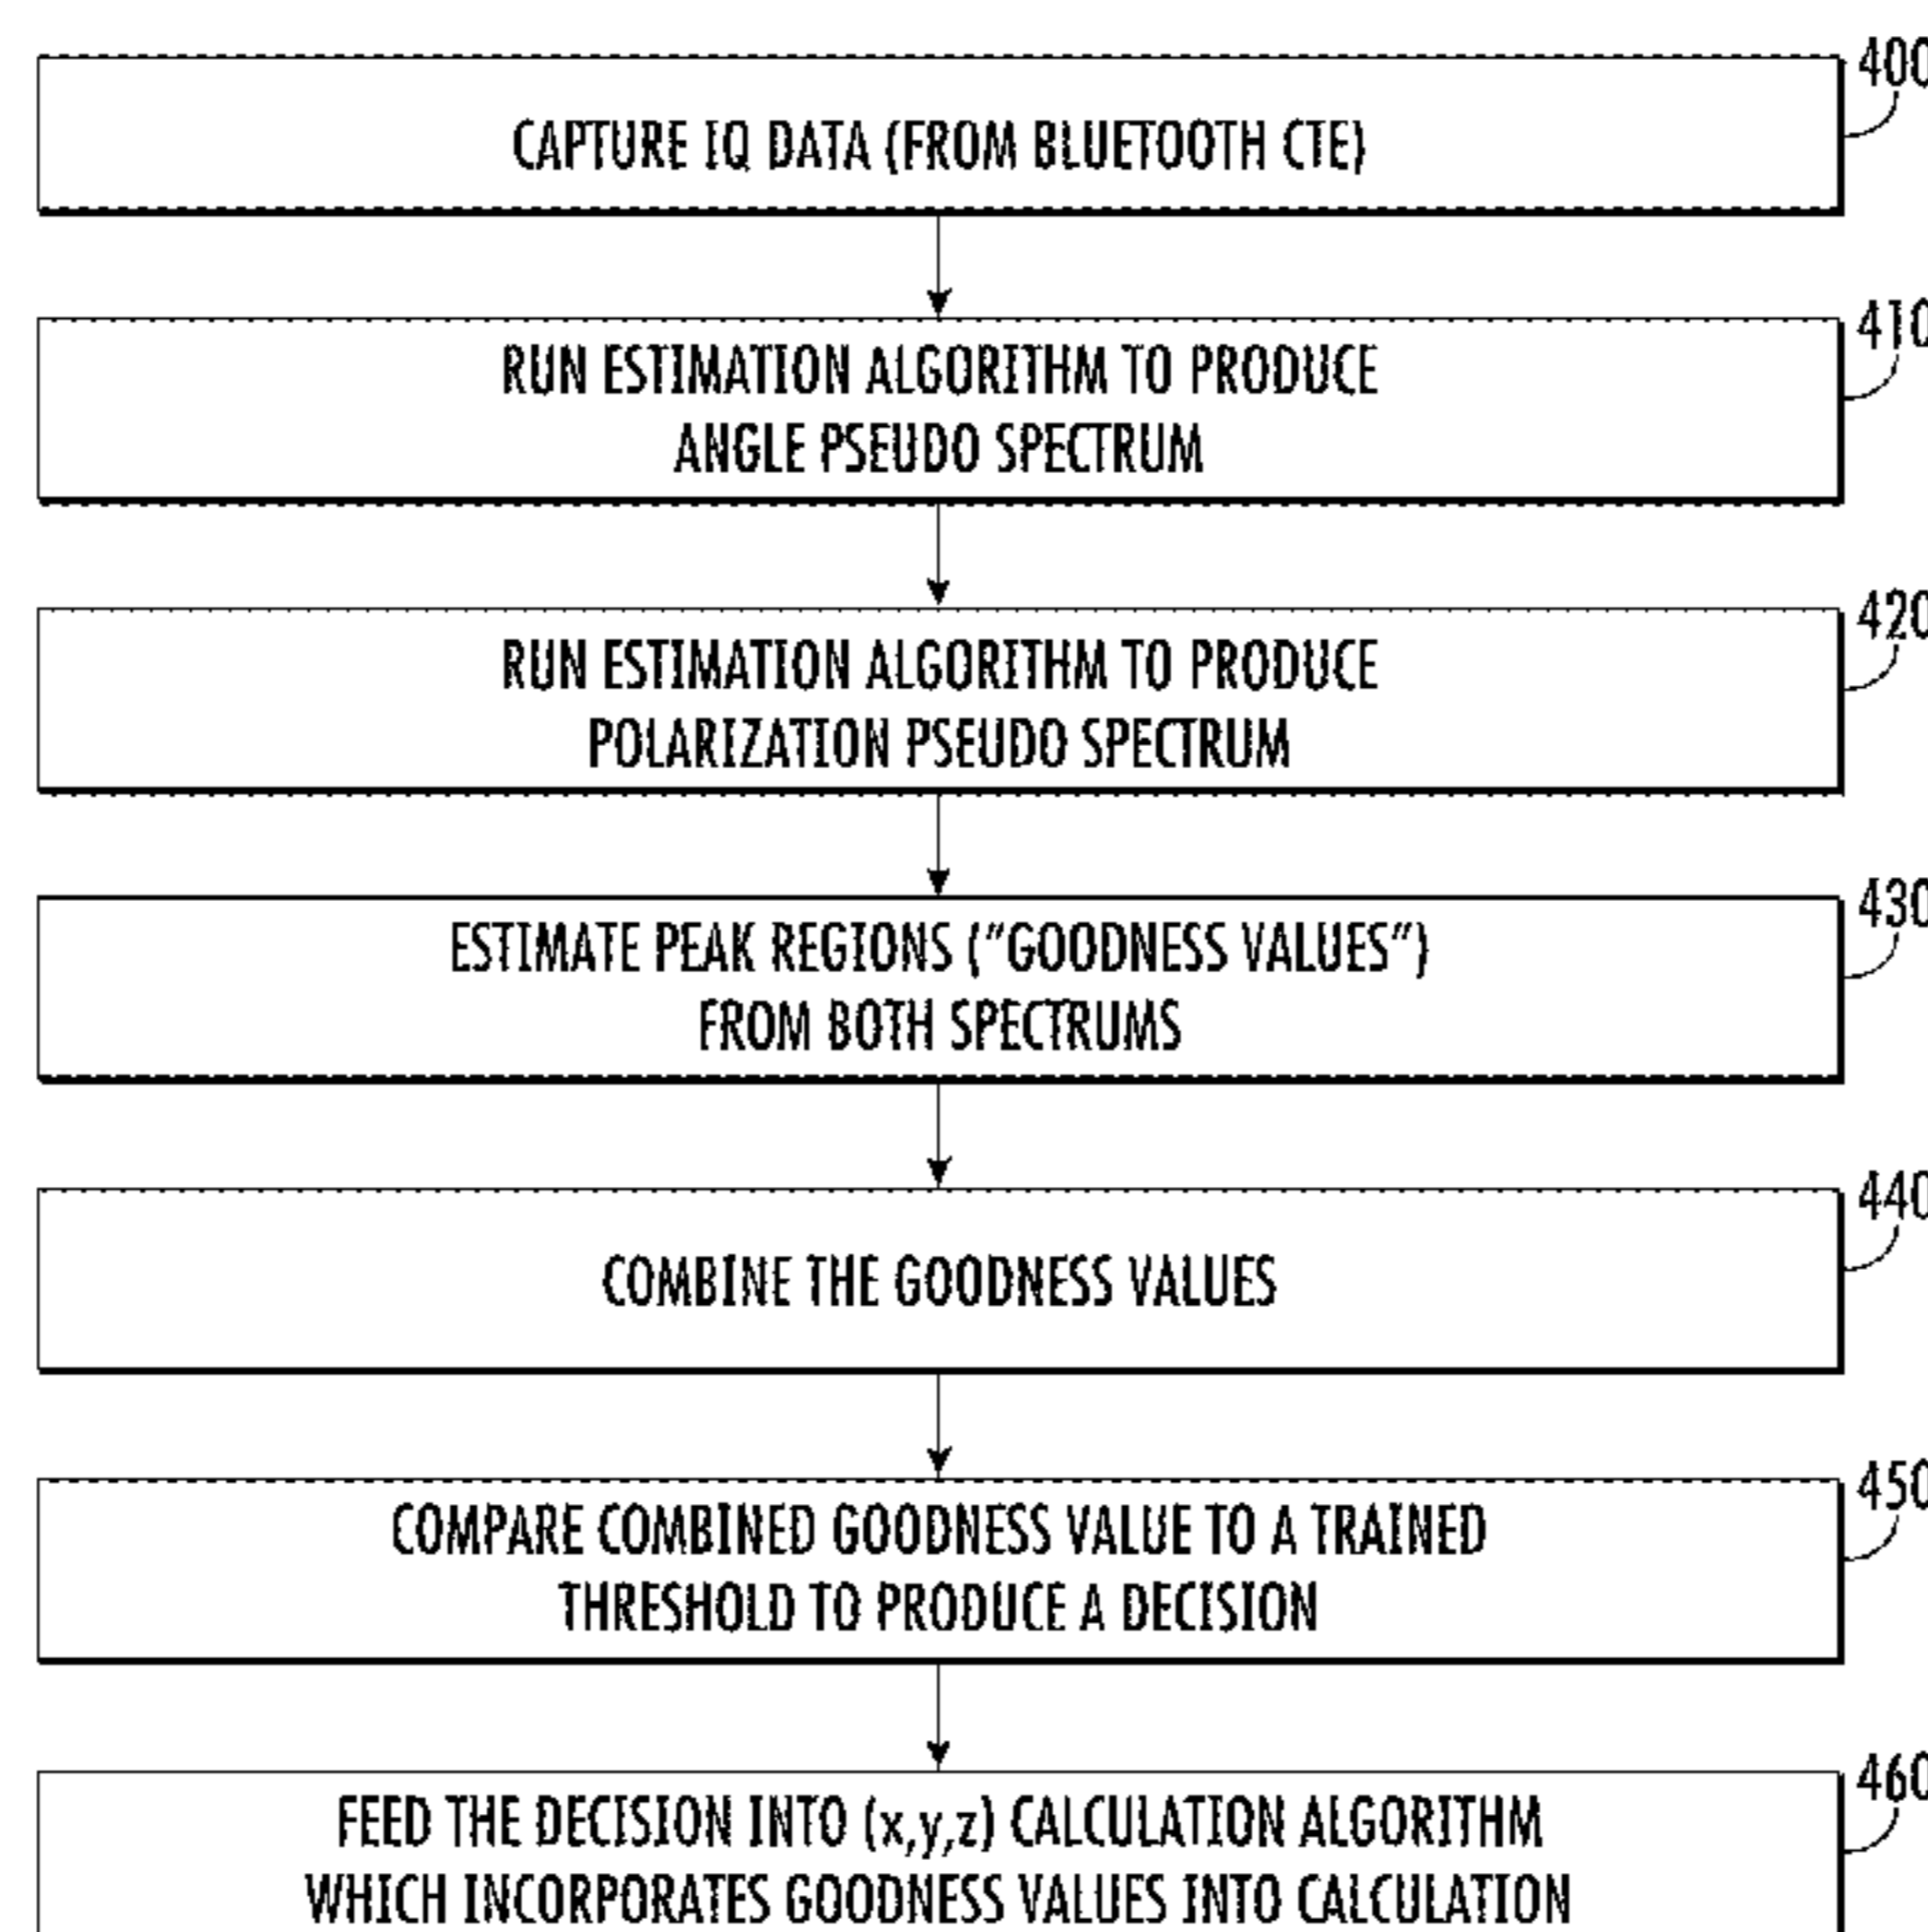 400
CAPTURE IQ DATA (FROM BLUETOOTH CTE)
410
RUN ESTIMATION ALGORITHM TO PRODUCE
ANGLE PSEUDO SPECTRUM
420
RUN ESTIMATION ALGORITHM TO PRODUCE
POLARIZATION PSEUDO SPECTRUM
430
ESTIMATE PEAK REGIONS ("GOODNESS VALUES")
FROM BOTH SPECTRUMS
440
COMBINE THE GOODNESS VALUES
450
COMPARE COMBINED GOODNESS VALUE TO A TRAINED
THRESHOLD TO PRODUCE A DECISION
460
FEED THE DECISION INTO (x,y,z) CALCULATION ALGORITHM
WHICH INCORPORATES GOODNESS VALUES INTO CALCULATION